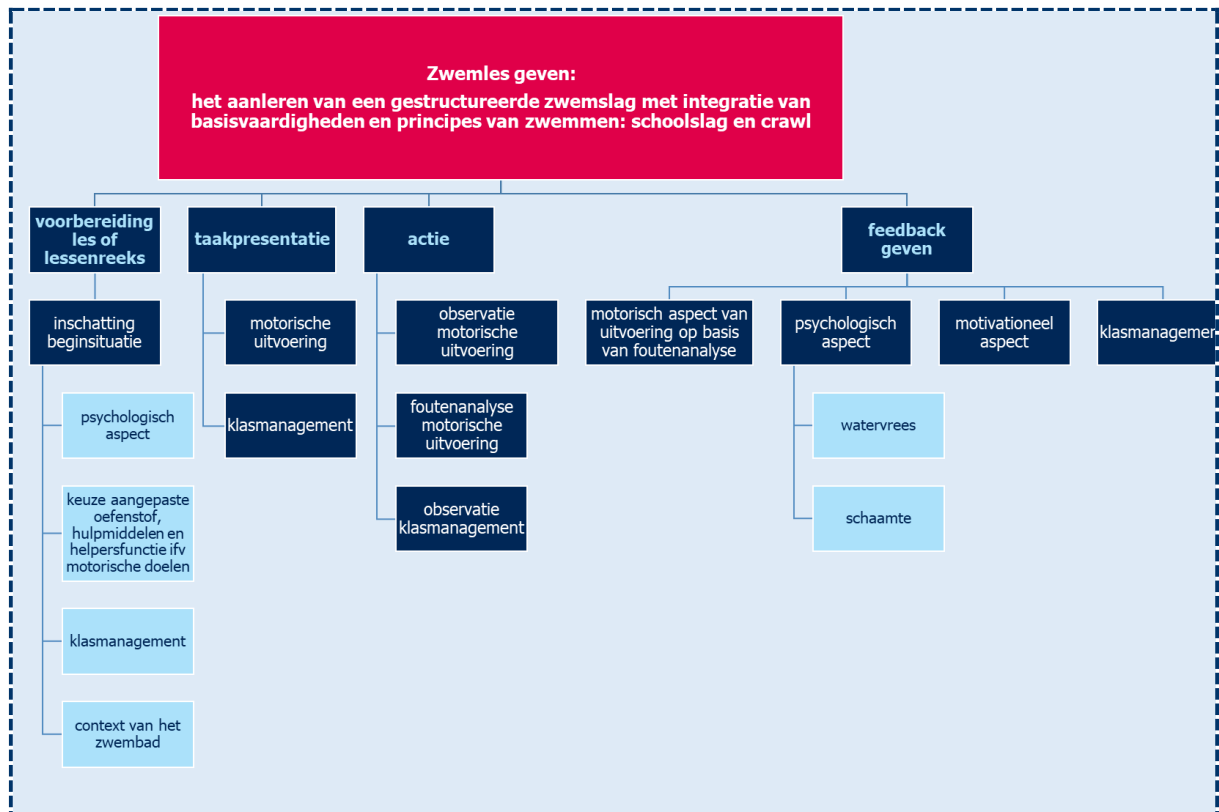 Zwemles geven:
het aanleren van een gestructureerde zwemslag met integratie van
basisvaardigheden en principes van zwemmen: schoolslag en crawl
voorbereiding
les of
lessenreeks
taakpresentatie
actie
feedback
geven
inschatting
beginsituatie
psychologisch
aspect
keuze aangepaste
oefenstof,
hulpmiddelen en
helpersfunctie ifv
motorische doelen
klasmanagement
context van het
zwembad
motorische
uitvoering
klasmanagement
observatie
motorische
uitvoering
foutenanalyse
motorische
uitvoering
observatie
klasmanagement
motorisch aspect van
uitvoering op basis
van foutenanalyse
psychologisch
aspect
watervrees
schaamte
motivationeel
aspect
klasmanagemen